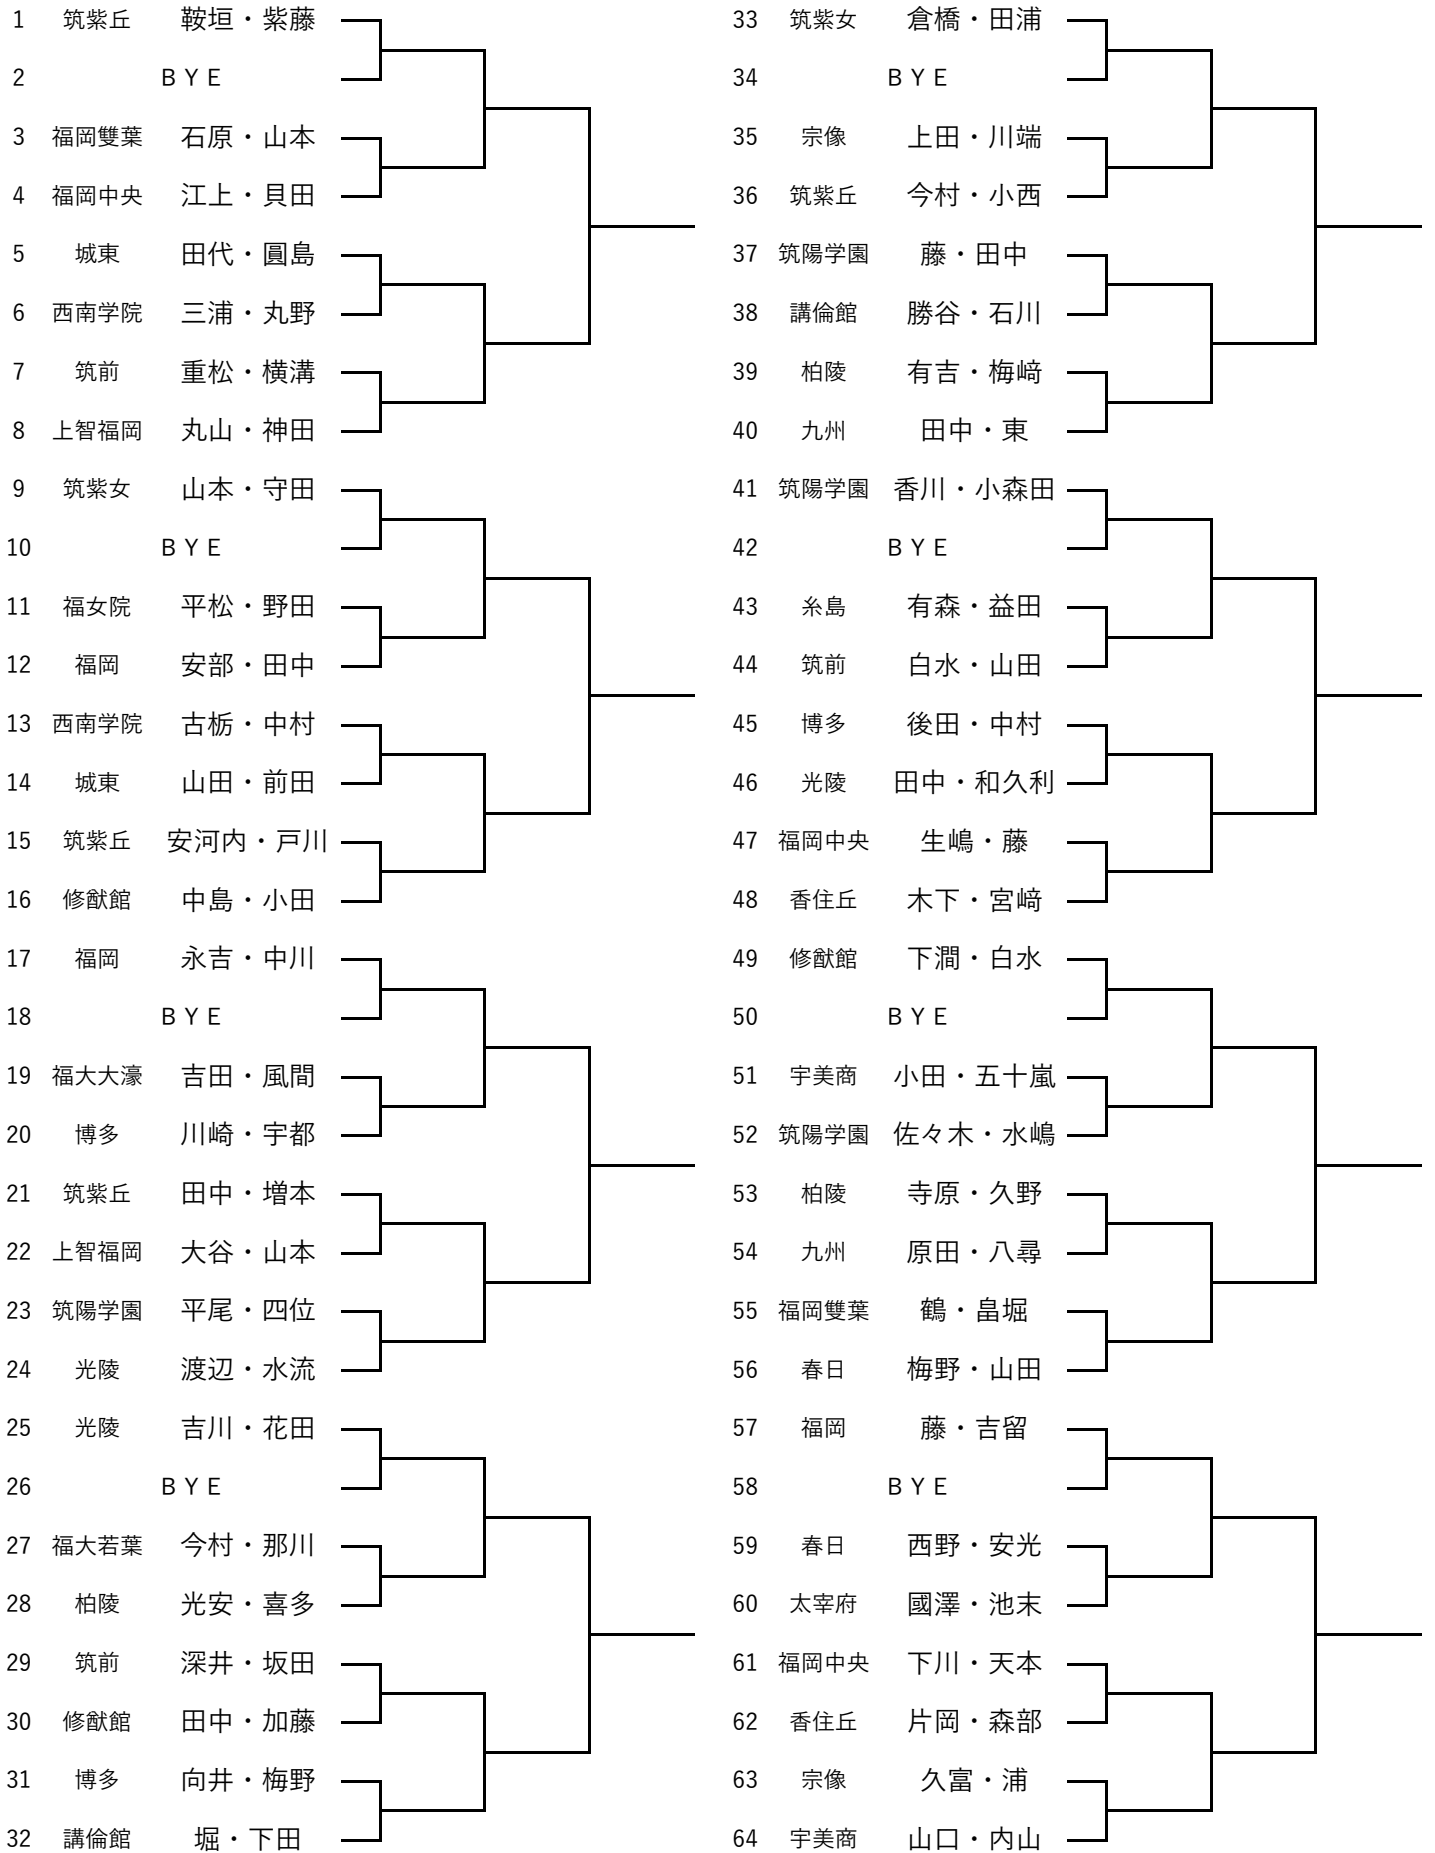 1 筑紫丘 鞍垣・紫藤
2 ＢＹＥ
3 福岡雙葉 石原・山本
4 福岡中央 江上・貝田
5 城東 田代・圓島
6 西南学院 三浦・丸野
7 筑前 重松・横溝
8 上智福岡 丸山・神田
9 筑紫女 山本・守田
10 ＢＹＥ
11 福女院 平松・野田
12 福岡 安部・田中
13 西南学院 古栃・中村
14 城東 山田・前田
15 筑紫丘 安河内・戸川
16 修猷館 中島・小田
17 福岡 永吉・中川
18 ＢＹＥ
19 福大大濠 吉田・風間
20 博多 川崎・宇都
21 筑紫丘 田中・増本
22 上智福岡 大谷・山本
23 筑陽学園 平尾・四位
24 光陵 渡辺・水流
25 光陵 吉川・花田
26 ＢＹＥ
27 福大若葉 今村・那川
28 柏陵 光安・喜多
29 筑前 深井・坂田
30 修猷館 田中・加藤
31 博多 向井・梅野
32 講倫館 堀・下田
33 筑紫女 倉橋・田浦
34 ＢＹＥ
35 宗像 上田・川端
36 筑紫丘 今村・小西
37 筑陽学園 藤・田中
38 講倫館 勝谷・石川
39 柏陵 有吉・梅﨑
40 九州 田中・東
41 筑陽学園 香川・小森田
42 ＢＹＥ
43 糸島 有森・益田
44 筑前 白水・山田
45 博多 後田・中村
46 光陵 田中・和久利
47 福岡中央 生嶋・藤
48 香住丘 木下・宮﨑
49 修猷館 下澗・白水
50 ＢＹＥ
51 宇美商 小田・五十嵐
52 筑陽学園 佐々木・水嶋
53 柏陵 寺原・久野
54 九州 原田・八尋
55 福岡雙葉 鶴・畠堀
56 春日 梅野・山田
57 福岡 藤・吉留
58 ＢＹＥ
59 春日 西野・安光
60 太宰府 國澤・池末
61 福岡中央 下川・天本
62 香住丘 片岡・森部
63 宗像 久富・浦
64 宇美商 山口・内山